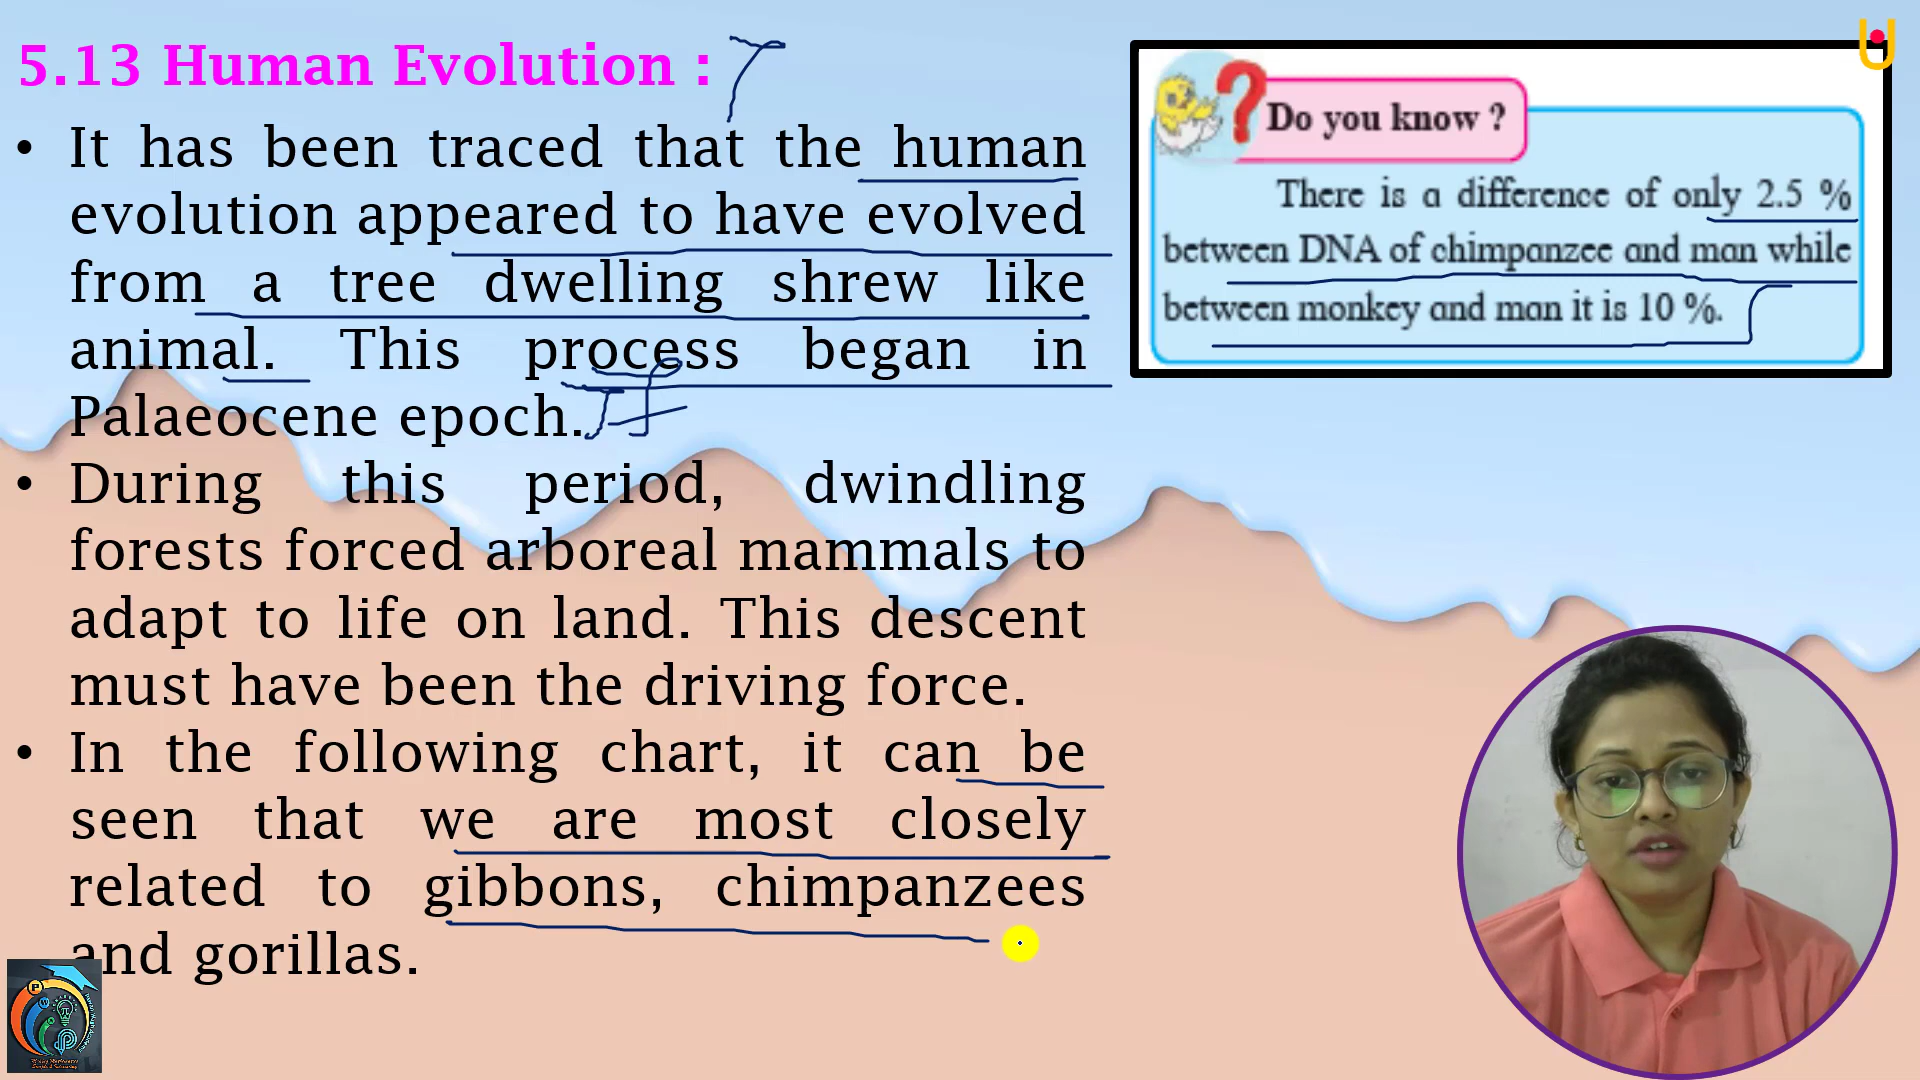 5.13 Human Evolution :
• It has been traced that the human
evolution appeared to have evolved
from a tree dwelling shrew like
animal. This process began in
Palaeocene epoch.
• During this period, dwindling
forests forced arboreal mammals to
adapt to life on land. This descent
must have been the driving force.
• In the following chart, it can be
seen that we are most closely
related to gibbons, chimpanzees
and gorillas.
Do you know ?
There is a difference of only 2.5 %
between DNA of chimpanzee and man while
between monkey and man it is 10 %.